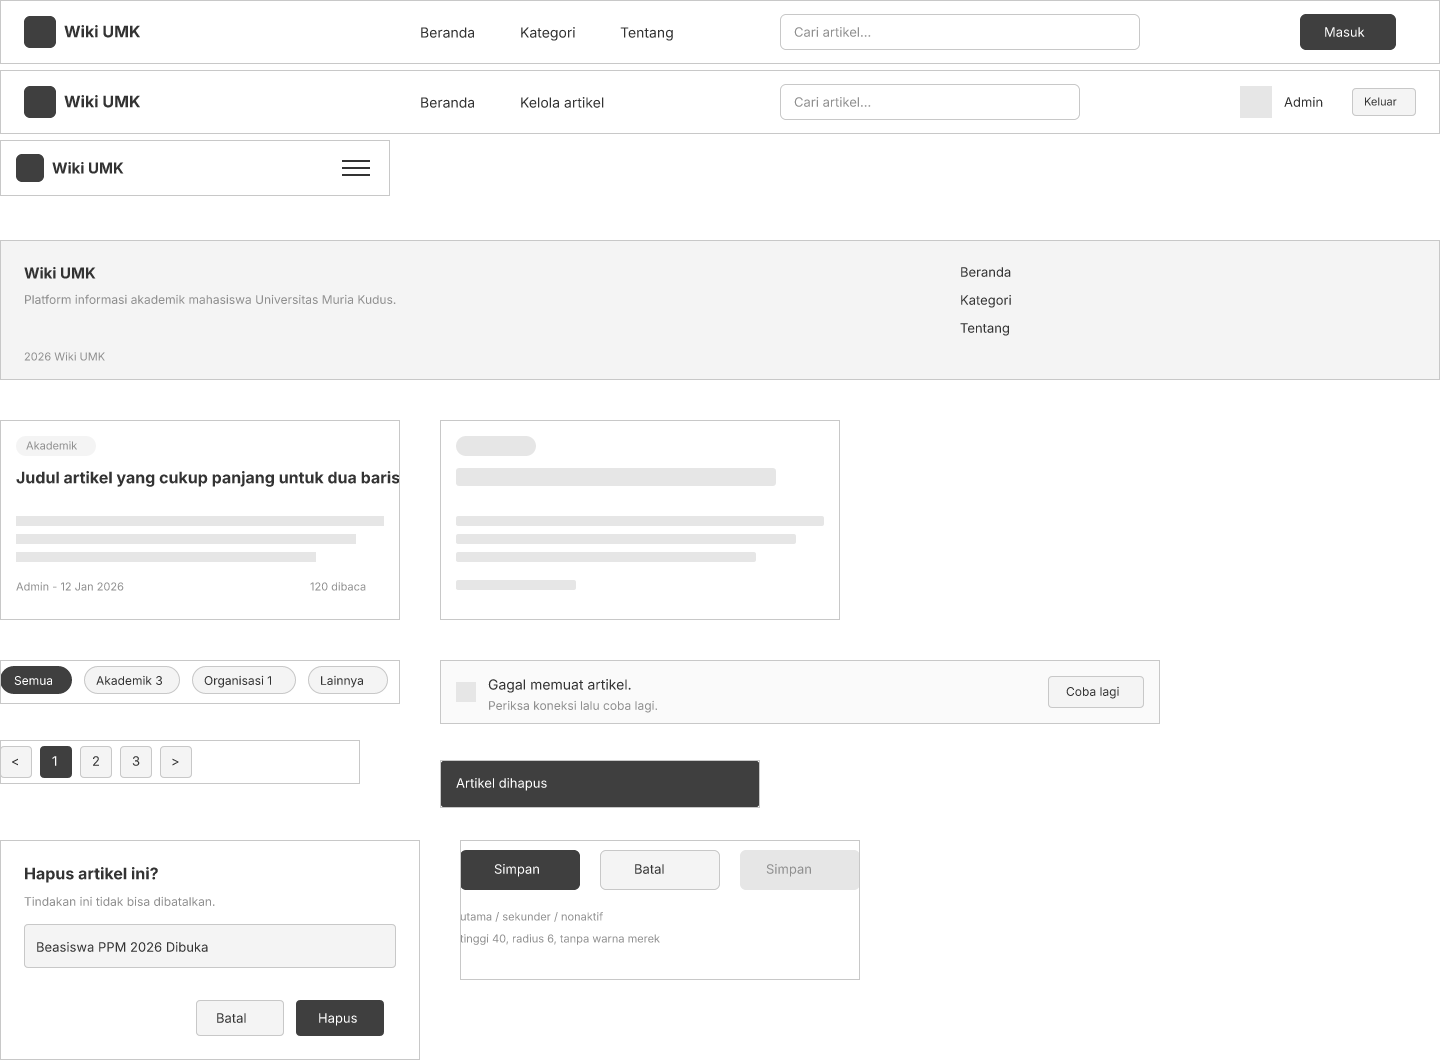 Wiki UMK
Beranda
Kategori
Tentang
Cari artikel...
Masuk
Wiki UMK
Beranda
Kelola artikel
Cari artikel...
Admin
Keluar
Wiki UMK
Wiki UMK
Platform informasi akademik mahasiswa Universitas Muria Kudus.
2026 Wiki UMK
Beranda
Kategori
Tentang
Akademik
Judul artikel yang cukup panjang untuk dua baris
Admin - 12 Jan 2026
120 dibaca
Semua
Akademik 3
Organisasi 1
Lainnya
Gagal memuat artikel.
Periksa koneksi lalu coba lagi.
Coba lagi
<
1
2
3
>
Artikel dihapus
Hapus artikel ini?
Tindakan ini tidak bisa dibatalkan.
Beasiswa PPM 2026 Dibuka
Batal
Hapus
Simpan
Batal
Simpan
utama / sekunder / nonaktif
tinggi 40, radius 6, tanpa warna merek